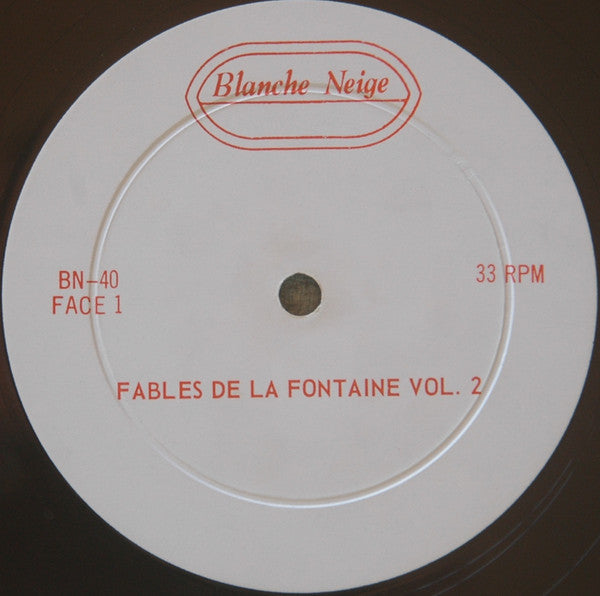 Blanche Neige
BN-40
FACE 1
33 RPM
FABLES DE LA FONTAINE VOL. 2